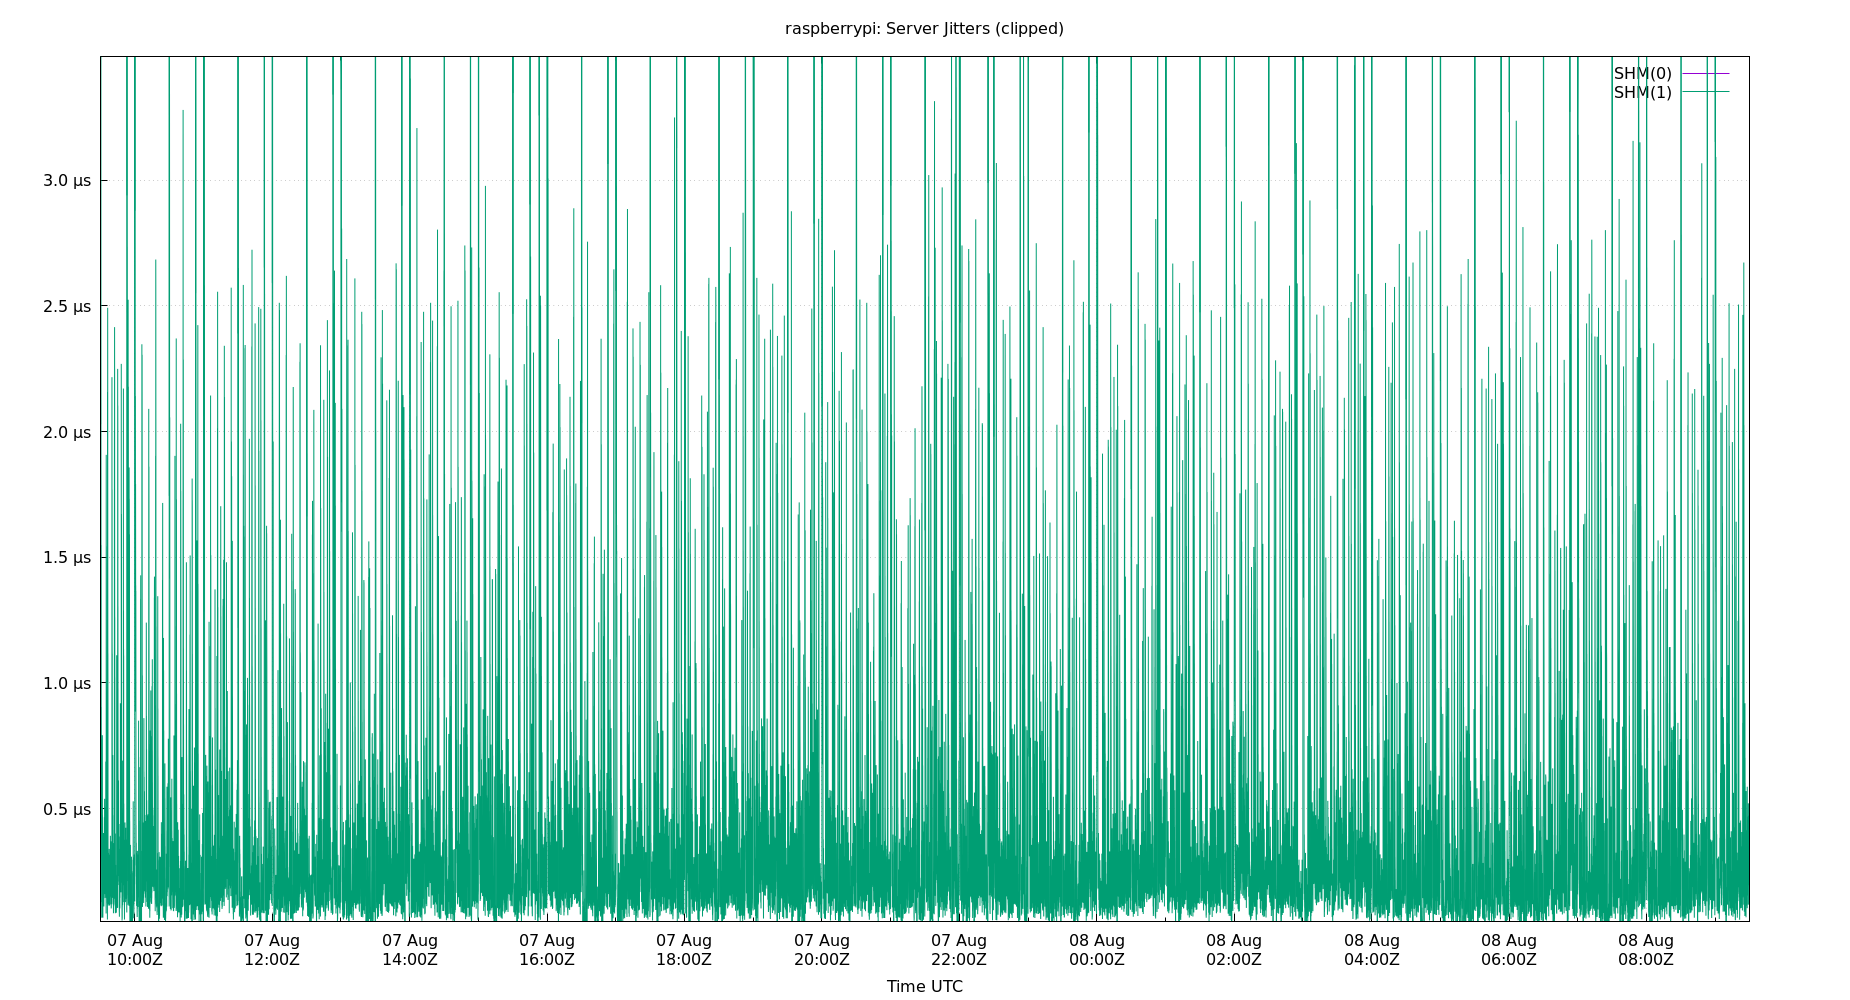 raspberrypi: Server Jitters (clipped)
SHM(0)
SHM(1)
3.0 µs
2.5 µs
2.0 µs
1.5 µs
1.0 µs
0.5 µs
07 Aug 07 Aug 07 Aug 07 Aug 07 Aug 07 Aug 07 Aug 08 Aug 08 Aug 08 Aug 08 Aug 08 Aug
10:00Z 12:00Z 14:00Z 16:00Z 18:00Z 20:00Z 22:00Z 00:00Z 02:00Z 04:00Z 06:00Z 08:00Z
Time UTC